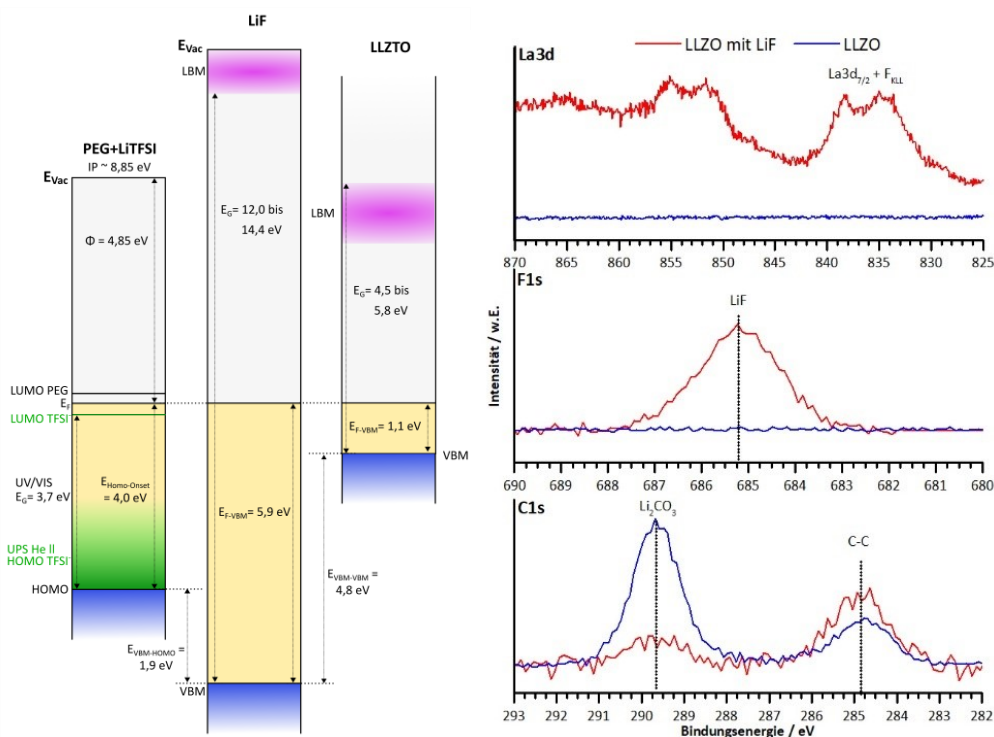 LiF
E_Vac
LBM
LLZTO
PEG+LiTFSI
IP ~ 8,85 eV
E_Vac
Φ = 4,85 eV
E_G= 12,0 bis
14,4 eV
LBM
E_G= 4,5 bis
5,8 eV
LUMO PEG
E_F
LUMO TFSI
E_F-VBM= 1,1 eV
VBM
UV/VIS
E_G= 3,7 eV
E_Homo-Onset
= 4,0 eV
E_F-VBM= 5,9 eV
UPS He II
HOMO TFSI
HOMO
E_VBM-VBM =
4,8 eV
E_VBM-HOMO =
1,9 eV
VBM
LLZO mit LiF
LLZO
La3d
La3d_7/2 + F_KLL
870 865 860 855 850 845 840 835 830 825
F1s
LiF
690 689 688 687 686 685 684 683 682 681 680
Intensität / w.E.
C1s
Li_2CO_3
C-C
293 292 291 290 289 288 287 286 285 284 283 282
Bindungsenergie / eV